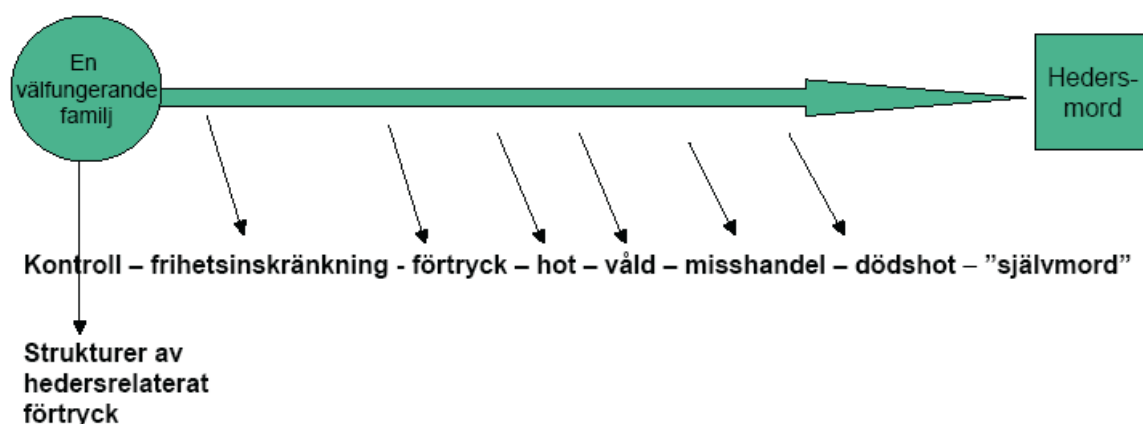 En
välfungerande
familj
Heders-
mord
Kontroll – frihetsinskränkning - förtryck – hot – våld – misshandel – dödshot – ”självmord”
Strukturer av
hedersrelaterat
förtryck